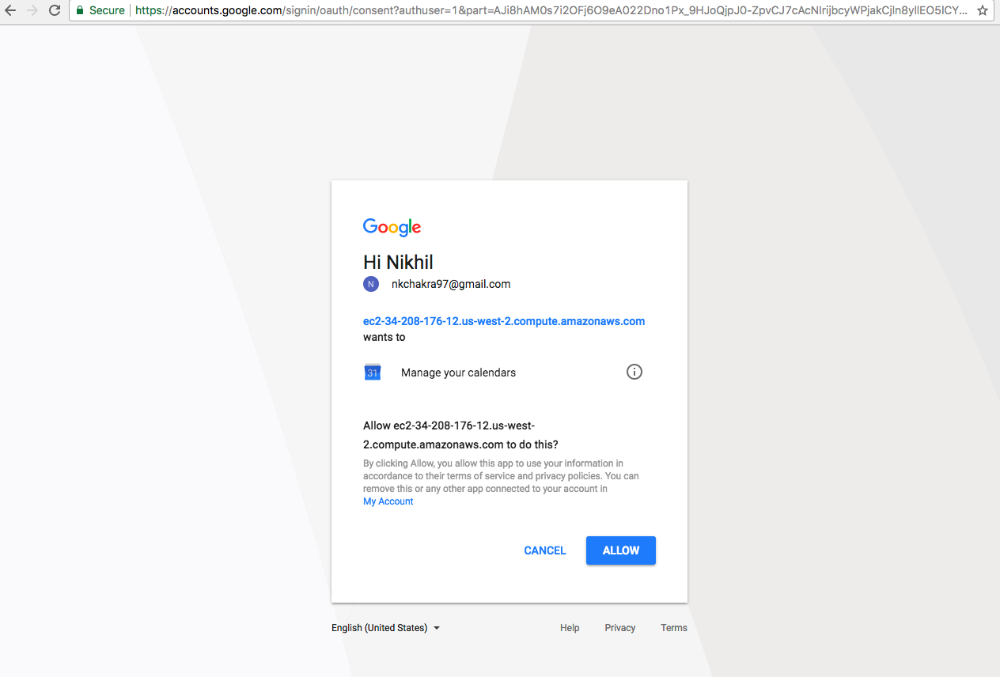 Secure https://accounts.google.com/signin/oauth/consent?authuser=1&part=
Google
Hi Nikhil
N nkchakra97@gmail.com
ec2-34-208-176-12.us-west-2.compute.amazonaws.com
wants to
31 Manage your calendars
Allow ec2-34-208-176-12.us-west-
2.compute.amazonaws.com to do this?
By clicking Allow, you allow this app to use your information in
accordance to their terms of service and privacy policies. You can
remove this or any other app connected to your account in
My Account
CANCEL ALLOW
English (United States) Help Privacy Terms